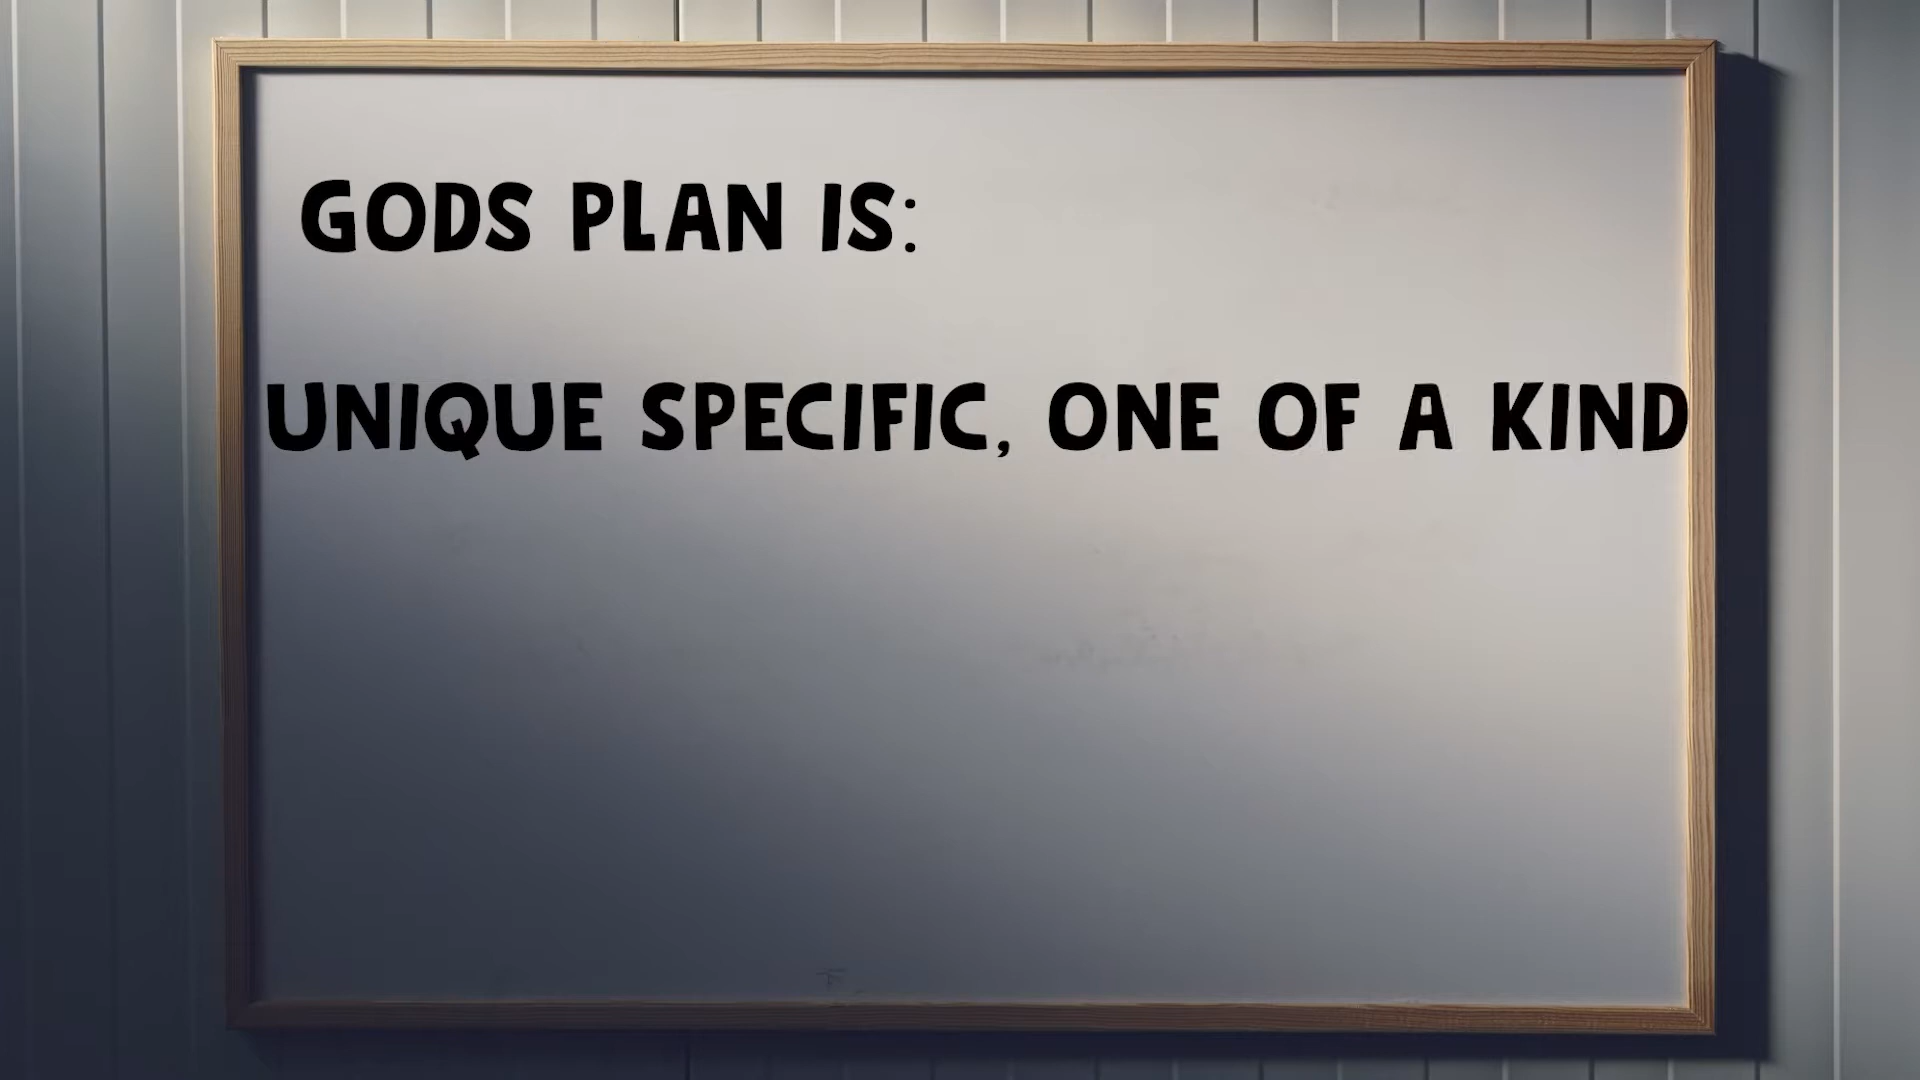 GODS PLAN IS:
UNIQUE SPECIFIC, ONE OF A KIND